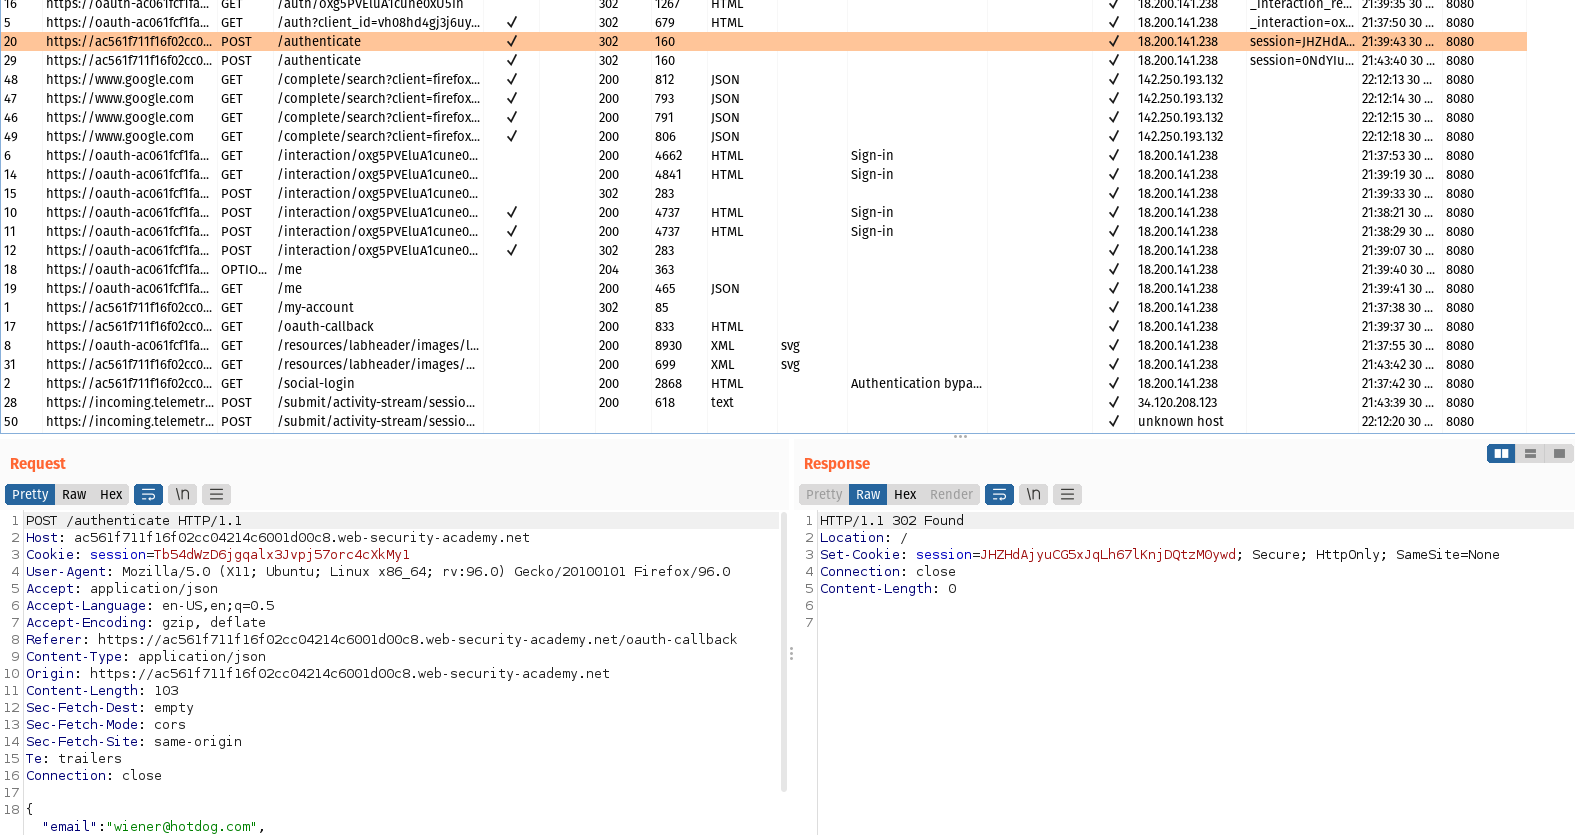 16 https://oauth-ac061fcf1fa... GET /auth/oxg5PVEluA1cune0xU5in 302 1267 HTML ✓ 18.200.141.238 _interaction_re... 21:39:35 30 ... 8080
5 https://oauth-ac061fcf1fa... GET /auth?client_id=vh08hd4gj3j6uy... ✓ 302 679 HTML ✓ 18.200.141.238 _interaction=ox... 21:37:50 30 ... 8080
20 https://ac561f711f16f02cc0... POST /authenticate ✓ 302 160 ✓ 18.200.141.238 session=JHZHdA... 21:39:43 30 ... 8080
29 https://ac561f711f16f02cc0... POST /authenticate ✓ 302 160 ✓ 18.200.141.238 session=0NdYIu... 21:43:40 30 ... 8080
48 https://www.google.com GET /complete/search?client=firefox... ✓ 200 812 JSON ✓ 142.250.193.132 22:12:13 30 ... 8080
47 https://www.google.com GET /complete/search?client=firefox... ✓ 200 793 JSON ✓ 142.250.193.132 22:12:14 30 ... 8080
46 https://www.google.com GET /complete/search?client=firefox... ✓ 200 791 JSON ✓ 142.250.193.132 22:12:15 30 ... 8080
49 https://www.google.com GET /complete/search?client=firefox... ✓ 200 806 JSON ✓ 142.250.193.132 22:12:18 30 ... 8080
6 https://oauth-ac061fcf1fa... GET /interaction/oxg5PVEluA1cune0... 200 4662 HTML Sign-in ✓ 18.200.141.238 21:37:53 30 ... 8080
14 https://oauth-ac061fcf1fa... GET /interaction/oxg5PVEluA1cune0... 200 4841 HTML Sign-in ✓ 18.200.141.238 21:39:19 30 ... 8080
15 https://oauth-ac061fcf1fa... POST /interaction/oxg5PVEluA1cune0... 302 283 ✓ 18.200.141.238 21:39:33 30 ... 8080
10 https://oauth-ac061fcf1fa... POST /interaction/oxg5PVEluA1cune0... ✓ 200 4737 HTML Sign-in ✓ 18.200.141.238 21:38:21 30 ... 8080
11 https://oauth-ac061fcf1fa... POST /interaction/oxg5PVEluA1cune0... ✓ 200 4737 HTML Sign-in ✓ 18.200.141.238 21:38:29 30 ... 8080
12 https://oauth-ac061fcf1fa... POST /interaction/oxg5PVEluA1cune0... ✓ 302 283 ✓ 18.200.141.238 21:39:07 30 ... 8080
18 https://oauth-ac061fcf1fa... OPTIO... /me 204 363 ✓ 18.200.141.238 21:39:40 30 ... 8080
19 https://oauth-ac061fcf1fa... GET /me 200 465 JSON ✓ 18.200.141.238 21:39:41 30 ... 8080
1 https://ac561f711f16f02cc0... GET /my-account 302 85 ✓ 18.200.141.238 21:37:38 30 ... 8080
17 https://ac561f711f16f02cc0... GET /oauth-callback 200 833 HTML ✓ 18.200.141.238 21:39:37 30 ... 8080
8 https://oauth-ac061fcf1fa... GET /resources/labheader/images/l... 200 8930 XML svg ✓ 18.200.141.238 21:37:55 30 ... 8080
31 https://ac561f711f16f02cc0... GET /resources/labheader/images/... 200 699 XML svg ✓ 18.200.141.238 21:43:42 30 ... 8080
2 https://ac561f711f16f02cc0... GET /social-login 200 2868 HTML Authentication bypa... ✓ 18.200.141.238 21:37:42 30 ... 8080
28 https://incoming.telemetr... POST /submit/activity-stream/sessio... 200 618 text ✓ 34.120.208.123 21:43:39 30 ... 8080
50 https://incoming.telemetr... POST /submit/activity-stream/sessio... ✓ unknown host 22:12:20 30 ... 8080
Request
Pretty Raw Hex \n
1 POST /authenticate HTTP/1.1
2 Host: ac561f711f16f02cc04214c6001d00c8.web-security-academy.net
3 Cookie: session=Tb54dWzD6jgqalx3Jvpj57orc4cXkMy1
4 User-Agent: Mozilla/5.0 (X11; Ubuntu; Linux x86_64; rv:96.0) Gecko/20100101 Firefox/96.0
5 Accept: application/json
6 Accept-Language: en-US,en;q=0.5
7 Accept-Encoding: gzip, deflate
8 Referer: https://ac561f711f16f02cc04214c6001d00c8.web-security-academy.net/oauth-callback
9 Content-Type: application/json
10 Origin: https://ac561f711f16f02cc04214c6001d00c8.web-security-academy.net
11 Content-Length: 103
12 Sec-Fetch-Dest: empty
13 Sec-Fetch-Mode: cors
14 Sec-Fetch-Site: same-origin
15 Te: trailers
16 Connection: close
17
18 {
"email":"wiener@hotdog.com",
Response
Pretty Raw Hex Render \n
1 HTTP/1.1 302 Found
2 Location: /
3 Set-Cookie: session=JHZHdAjyuCG5xJqLh67lKnjDQtzM0ywd; Secure; HttpOnly; SameSite=None
4 Connection: close
5 Content-Length: 0
6
7